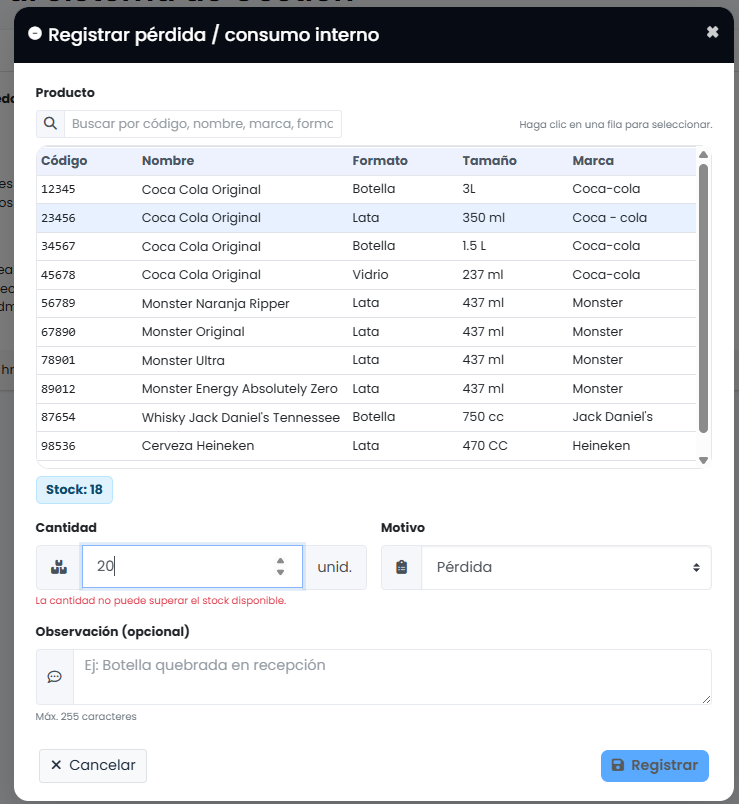 Registrar pérdida / consumo interno
Producto
Buscar por código, nombre, marca, formc
Haga clic en una fila para seleccionar.
Código Nombre Formato Tamaño Marca
12345 Coca Cola Original Botella 3L Coca-cola
23456 Coca Cola Original Lata 350 ml Coca - cola
34567 Coca Cola Original Botella 1.5 L Coca-cola
45678 Coca Cola Original Vidrio 237 ml Coca-cola
56789 Monster Naranja Ripper Lata 437 ml Monster
67890 Monster Original Lata 437 ml Monster
78901 Monster Ultra Lata 437 ml Monster
89012 Monster Energy Absolutely Zero Lata 437 ml Monster
87654 Whisky Jack Daniel's Tennessee Botella 750 cc Jack Daniel's
98536 Cerveza Heineken Lata 470 CC Heineken
Stock: 18
Cantidad Motivo
20 unid. Pérdida
La cantidad no puede superar el stock disponible.
Observación (opcional)
Ej: Botella quebrada en recepción
Máx. 255 caracteres
Cancelar Registrar